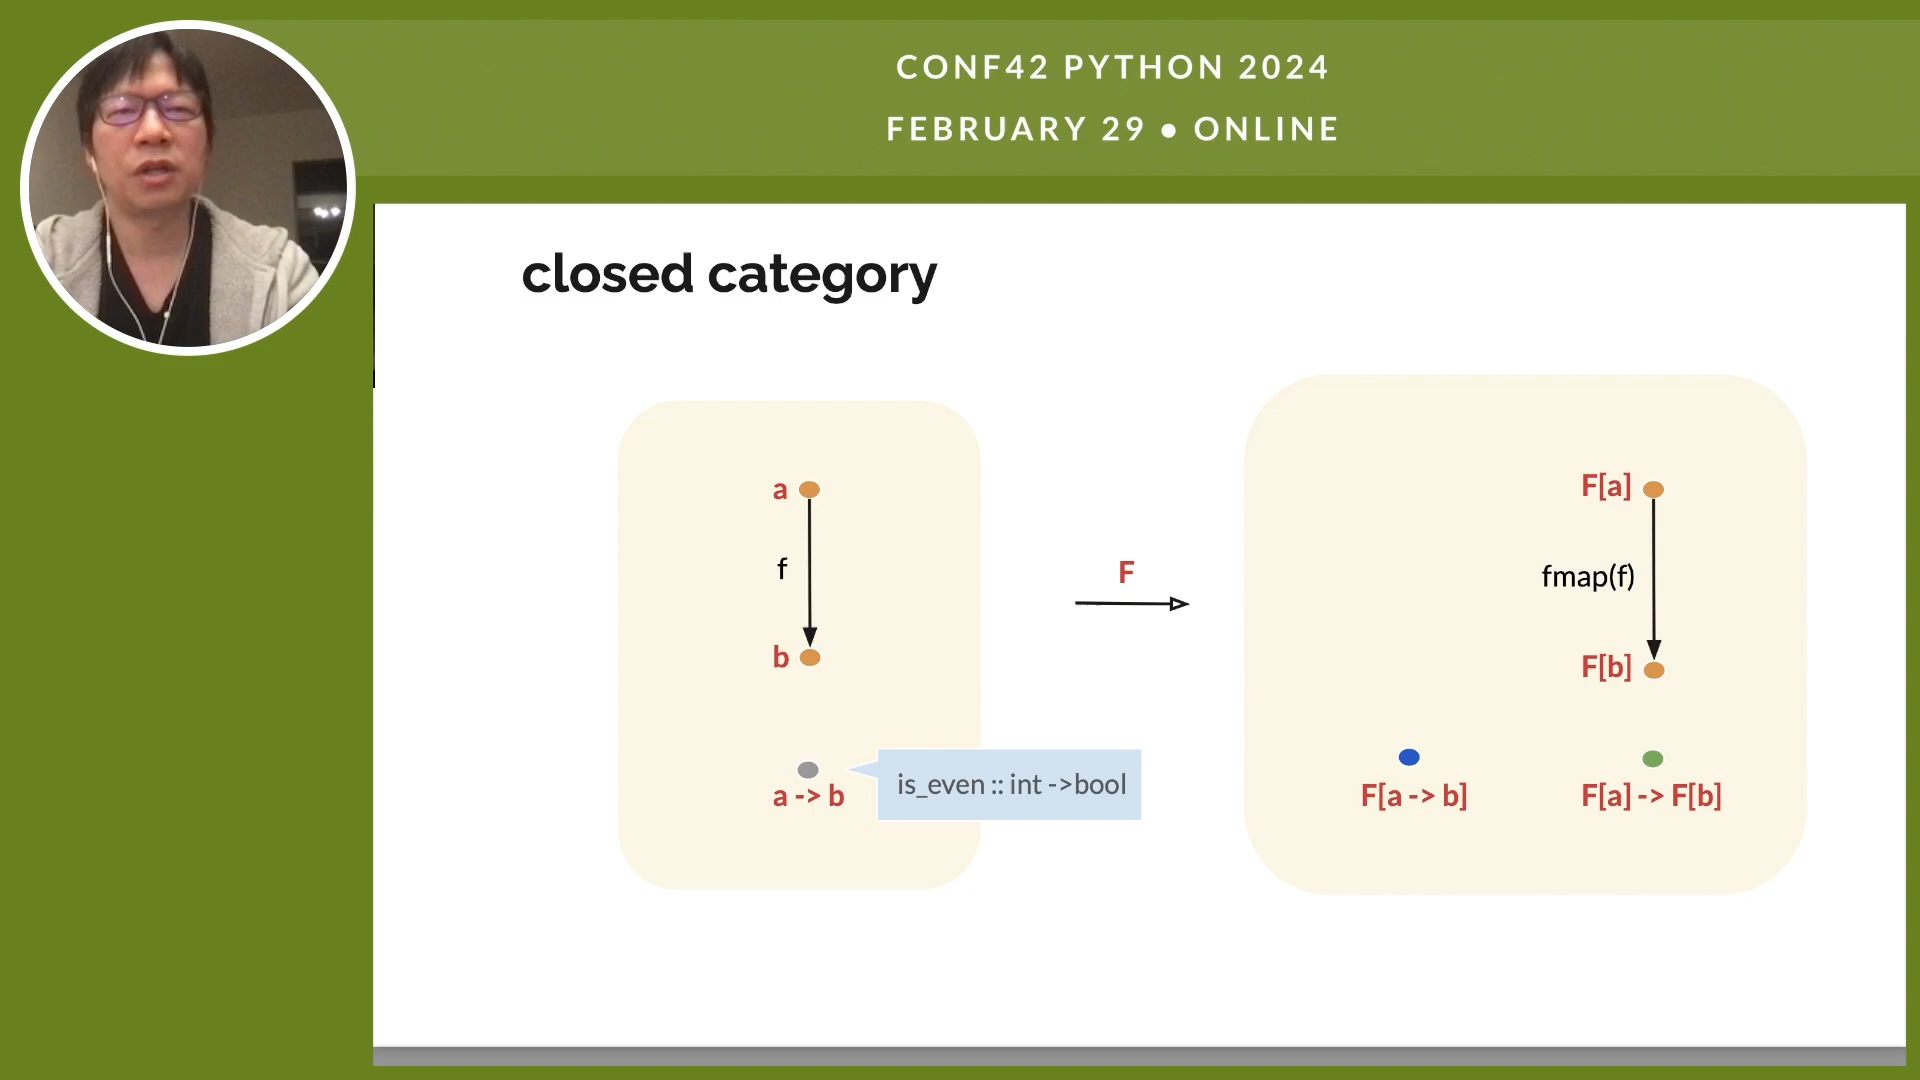 CONF42 PYTHON 2024
FEBRUARY 29 • ONLINE
closed category
a
f
b
a -> b
is_even :: int ->bool
F
F[a]
fmap(f)
F[b]
F[a -> b]
F[a] -> F[b]